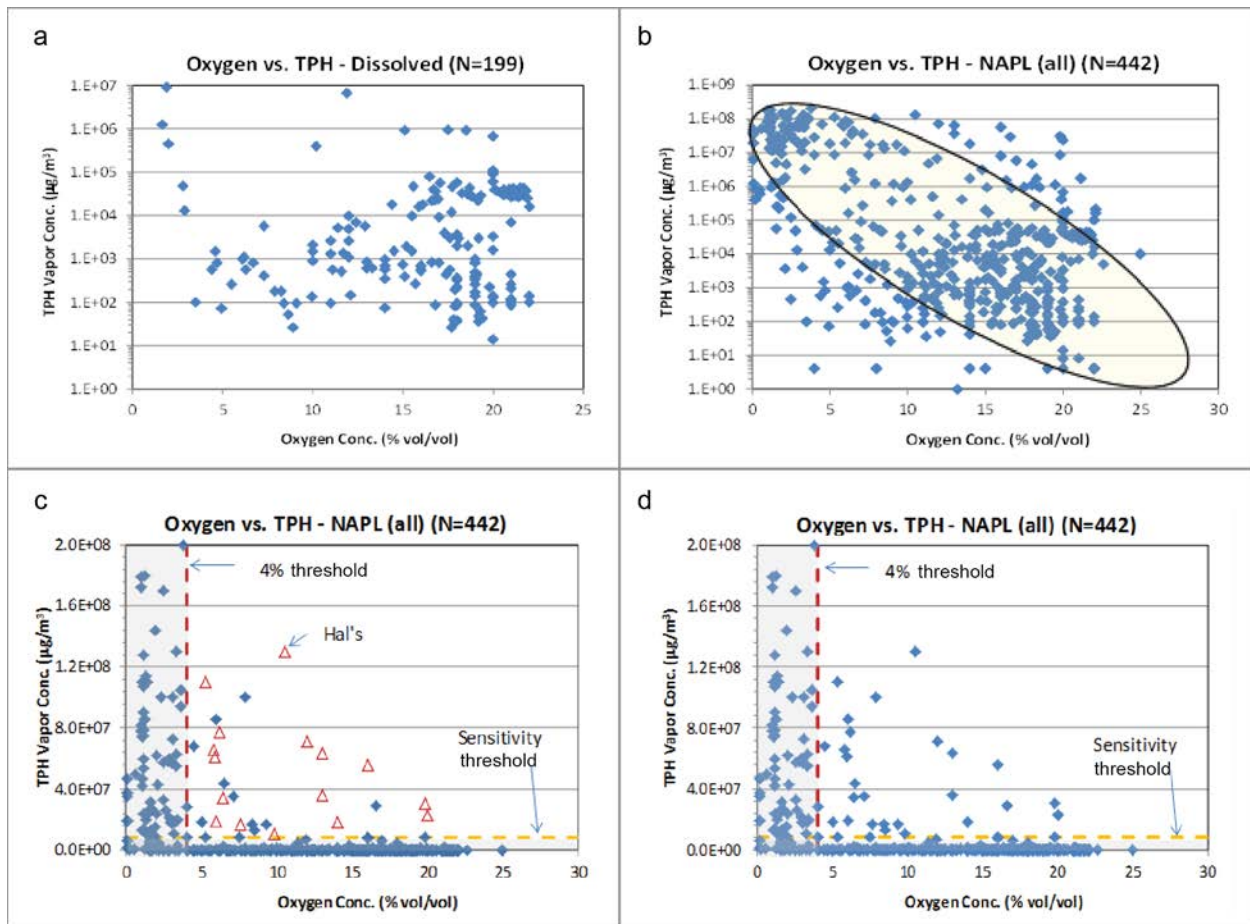 a
Oxygen vs. TPH - Dissolved (N=199)
1.E+07
1.E+06
1.E+05
1.E+04
1.E+03
1.E+02
1.E+01
1.E+00
TPH Vapor Conc. (µg/m³)
0 5 10 15 20 25
Oxygen Conc. (% vol/vol)
b
Oxygen vs. TPH - NAPL (all) (N=442)
1.E+09
1.E+08
1.E+07
1.E+06
1.E+05
1.E+04
1.E+03
1.E+02
1.E+01
1.E+00
TPH Vapor Conc. (µg/m³)
0 5 10 15 20 25 30
Oxygen Conc. (% vol/vol)
c
Oxygen vs. TPH - NAPL (all) (N=442)
2.0E+08
1.6E+08
1.2E+08
8.0E+07
4.0E+07
0.0E+00
TPH Vapor Conc. (µg/m³)
4% threshold
Hal's
Sensitivity
threshold
0 5 10 15 20 25 30
Oxygen Conc. (% vol/vol)
d
Oxygen vs. TPH - NAPL (all) (N=442)
2.0E+08
1.6E+08
1.2E+08
8.0E+07
4.0E+07
0.0E+00
TPH Vapor Conc. (µg/m³)
4% threshold
Sensitivity
threshold
0 5 10 15 20 25 30
Oxygen Conc. (% vol/vol)